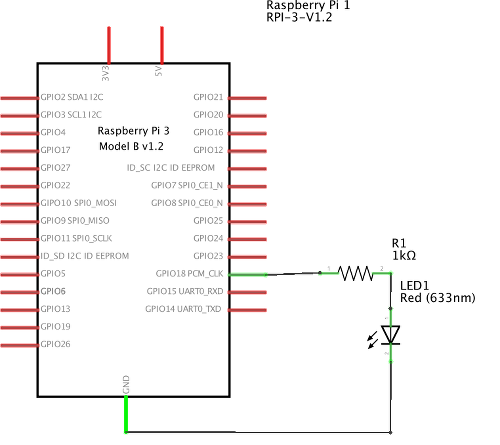 Raspberry Pi 1
RPI-3-V1.2
3V3
5V
GPIO2 SDA1 I2C
GPIO21
GPIO3 SCL1 I2C
GPIO20
GPIO4
Raspberry Pi 3
GPIO16
GPIO17
Model B v1.2
GPIO12
GPIO27
ID_SC I2C ID EEPROM
GPIO22
GPIO7 SPI0_CE1_N
GPIO10 SPI0_MOSI
GPIO8 SPI0_CE0_N
GPIO9 SPI0_MISO
GPIO25
GPIO11 SPI0_SCLK
GPIO24
ID_SD I2C ID EEPROM
GPIO23
GPIO5
GPIO18 PCM_CLK
1
2
R1
1kΩ
GPIO6
GPIO15 UART0_RXD
LED1
Red (633nm)
GPIO13
GPIO14 UART0_TXD
1
GPIO19
GPIO26
2
GND